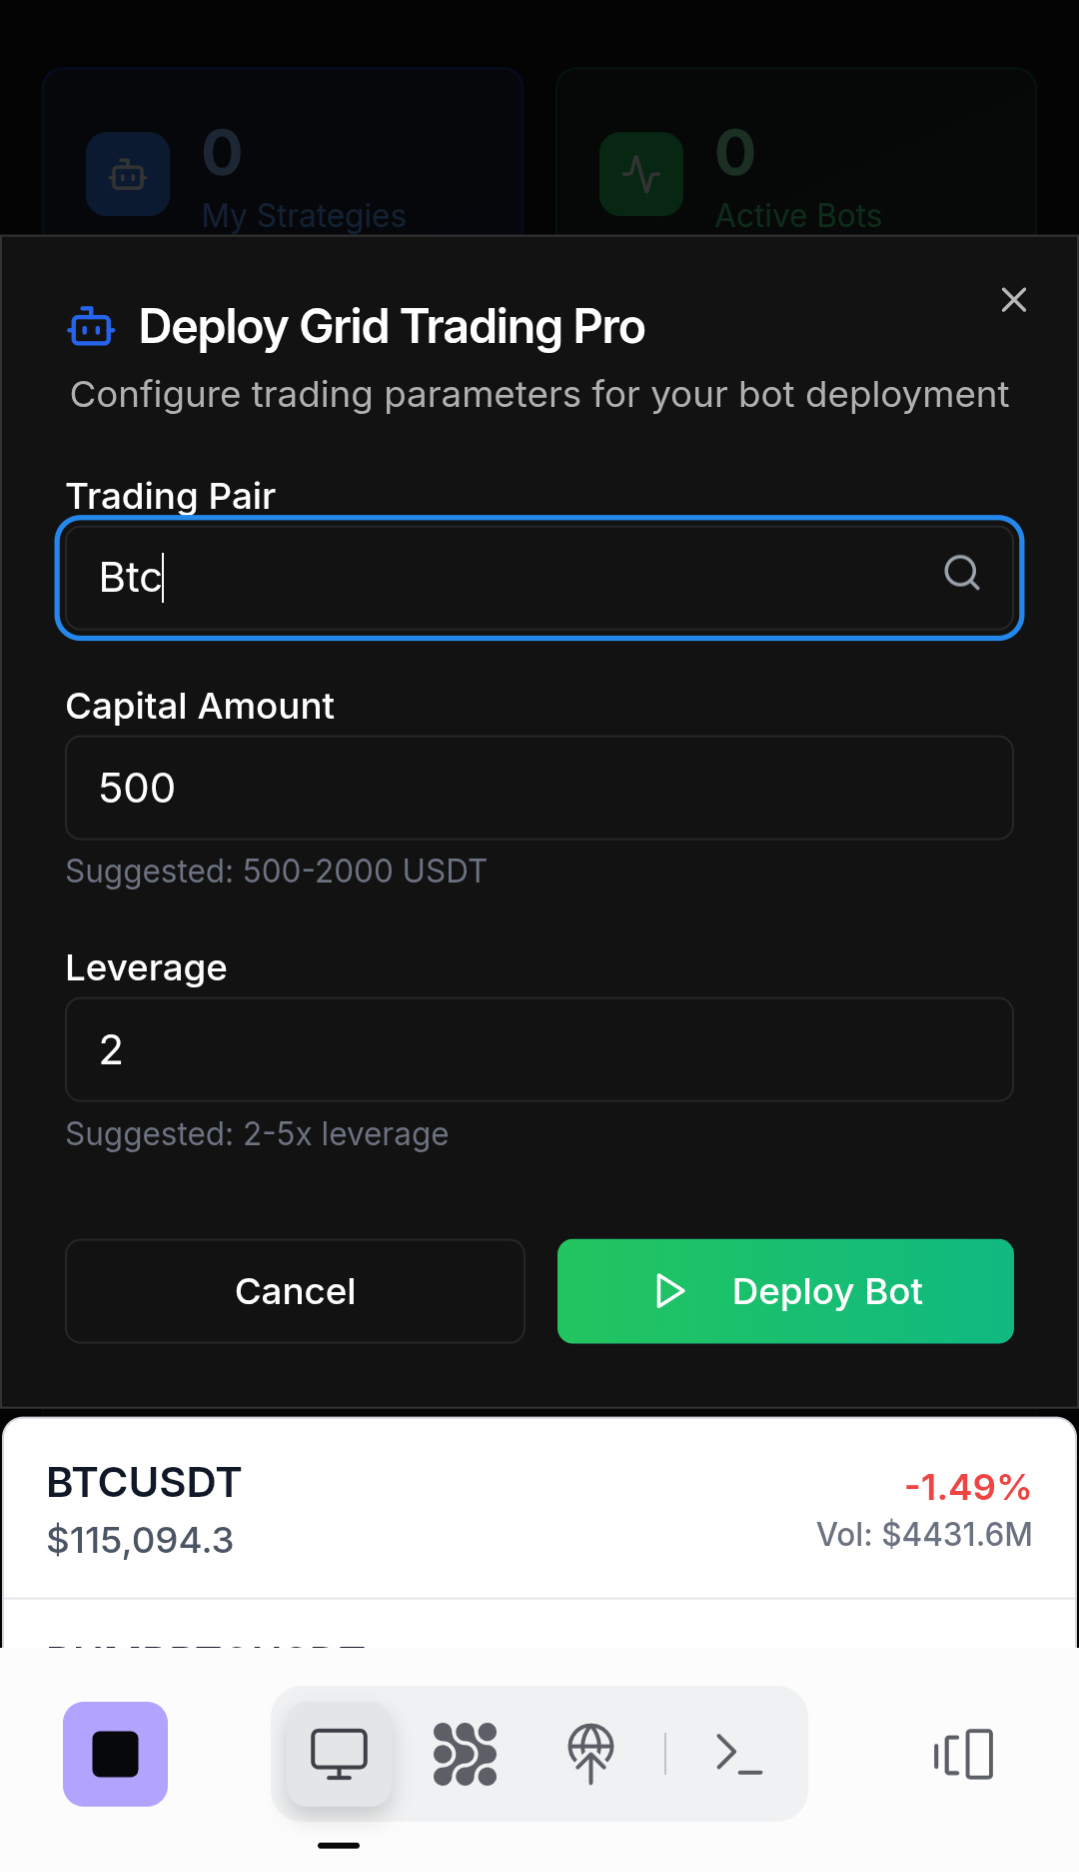 0
My Strategies
0
Active Bots
Deploy Grid Trading Pro
Configure trading parameters for your bot deployment
Trading Pair
Btc
Capital Amount
500
Suggested: 500-2000 USDT
Leverage
2
Suggested: 2-5x leverage
Cancel
Deploy Bot
BTCUSDT
-1.49%
$115,094.3
Vol: $4431.6M